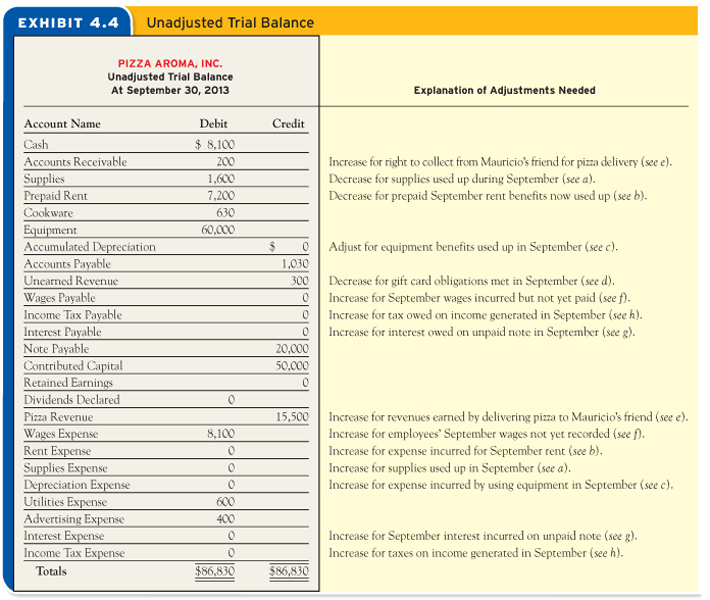 EXHIBIT 4.4 Unadjusted Trial Balance
PIZZA AROMA, INC.
Unadjusted Trial Balance
At September 30, 2013 Explanation of Adjustments Needed
Account Name Debit Credit
Cash $ 8,100
Accounts Receivable 200 Increase for right to collect from Mauricio's friend for pizza delivery (see e).
Supplies 1,600 Decrease for supplies used up during September (see a).
Prepaid Rent 7,200 Decrease for prepaid September rent benefits now used up (see b).
Cookware 630
Equipment 60,000
Accumulated Depreciation $ 0 Adjust for equipment benefits used up in September (see c).
Accounts Payable 1,030
Unearned Revenue 300 Decrease for gift card obligations met in September (see d).
Wages Payable 0 Increase for September wages incurred but not yet paid (see f).
Income Tax Payable 0 Increase for tax owed on income generated in September (see h).
Interest Payable 0 Increase for interest owed on unpaid note in September (see g).
Note Payable 20,000
Contributed Capital 50,000
Retained Earnings 0
Dividends Declared 0
Pizza Revenue 15,500 Increase for revenues earned by delivering pizza to Mauricio's friend (see e).
Wages Expense 8,100 Increase for employees' September wages not yet recorded (see f).
Rent Expense 0 Increase for expense incurred for September rent (see b).
Supplies Expense 0 Increase for supplies used up in September (see a).
Depreciation Expense 0 Increase for expense incurred by using equipment in September (see c).
Utilities Expense 600
Advertising Expense 400
Interest Expense 0 Increase for September interest incurred on unpaid note (see g).
Income Tax Expense 0 Increase for taxes on income generated in September (see h).
Totals $86,830 $86,830